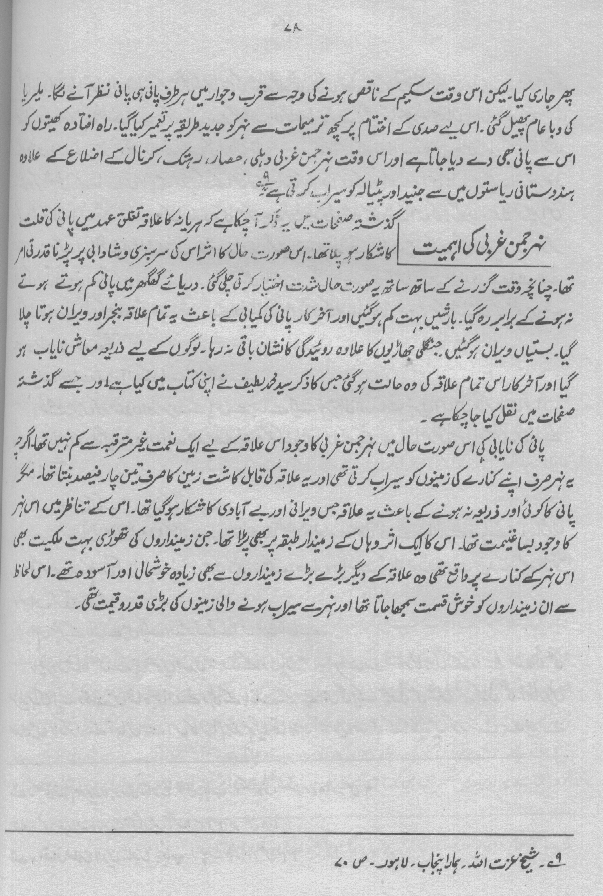 ۷۸
پھر جاری کیا۔ لیکن اس وقت سکیم کے ناقص ہونے کی وجہ سے قرب و جوار میں ہر طرف پانی ہی پانی نظر آنے لگا۔ ملیریا
کی وبا عام پھیل گئی۔ اس لیے صدی کے اختتام پر کچھ ترمیمات سے نہر کو جدید طریقہ پر تعمیر کیا گیا۔ راہ افتادہ کھیتوں کو
اس سے پانی بھی دے دیا جاتا ہے اور اس وقت نہر جمن غربی دہلی، حصار، رہتک، کرنال کے اضلاع کے علاوہ
ہندوستانی ریاستوں میں سے جنید اور پٹیالہ کو سیراب کرتی ہے۹
نہر جمن غربی کی اہمیت
گذشتہ صفحات میں یہ ذکر آ چکا ہے کہ ہریانہ کا علاقہ تغلق عہد میں پانی کی قلت
کا شکار ہو چلا تھا۔ اس صورت حال کا اثر اس کی سرسبزی و شادابی پر پڑنا قدرتی امر
تھا۔ چنانچہ وقت گزرنے کے ساتھ ساتھ یہ صورت حال شدت اختیار کرتی چلی گئی۔ دریائے گھگھر میں پانی کم ہوتے ہوتے
نہ ہونے کے برابر رہ گیا۔ بارشیں بہت کم ہو گئیں اور آخر کار پانی کی کمیابی کے باعث یہ تمام علاقہ بنجر اور ویران ہوتا چلا
گیا۔ بستیاں ویران ہو گئیں، جنگلی جھاڑیوں کا علاوہ روئیدگی کا نشان باقی نہ رہا۔ لوگوں کے لیے ذریعہ معاش نایاب ہو
گیا اور آخر کار اس تمام علاقہ کی وہ حالت ہو گئی جس کا ذکر سید محمد لطیف نے اپنی کتاب میں کیا ہے اور جسے گذشتہ
صفحات میں نقل کیا جا چکا ہے۔
پانی کی نایابی کی اس صورت حال میں نہر جمن غربی کا وجود اس علاقہ کے لیے ایک نعمت غیر مترقبہ سے کم نہیں تھا، اگرچہ
یہ نہر صرف اپنے کنارے کی زمینوں کو سیراب کرتی تھی اور یہ علاقہ کی قابل کاشت زمین کا صرف تین چار فیصد بنتا تھا۔ مگر
پانی کا کوئی اور ذریعہ نہ ہونے کے باعث یہ علاقہ جس ویرانی اور بے آبادی کا شکار ہو گیا تھا۔ اس کے تناظر میں اس نہر
کا وجود بسا غنیمت تھا۔ اس کا ایک اثر وہاں کے زمیندار طبقہ پر بھی پڑا تھا۔ جن زمینداروں کی تھوڑی بہت ملکیت بھی
اس نہر کے کنارے پر واقع تھی وہ علاقہ کے دیگر بڑے بڑے زمینداروں سے بھی زیادہ خوشحال اور آسودہ تھے۔ اس لحاظ
سے ان زمینداروں کو خوش قسمت سمجھا جاتا تھا اور نہر سے سیراب ہونے والی زمینوں کی بڑی قدر و قیمت تھی۔
۹۔ شیخ عزت اللہ۔ ہمارا پنجاب۔ لاہور۔ ص ۷۰